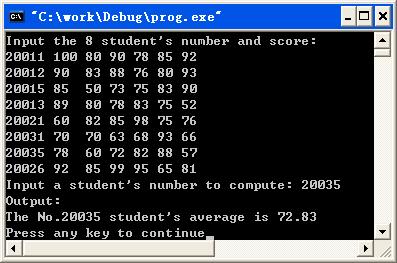 "C:\work\Debug\prog.exe"
Input the 8 student's number and score:
20011 100 80 90 78 85 92
20012 90  83 88 76 80 93
20015 85  50 73 75 83 90
20013 89  80 78 83 75 52
20021 60  82 85 98 75 76
20031 70  70 63 68 93 66
20035 78  60 72 82 88 57
20026 92  85 99 95 65 81
Input a student's number to compute: 20035
Output:
The No.20035 student's average is 72.83
Press any key to continue